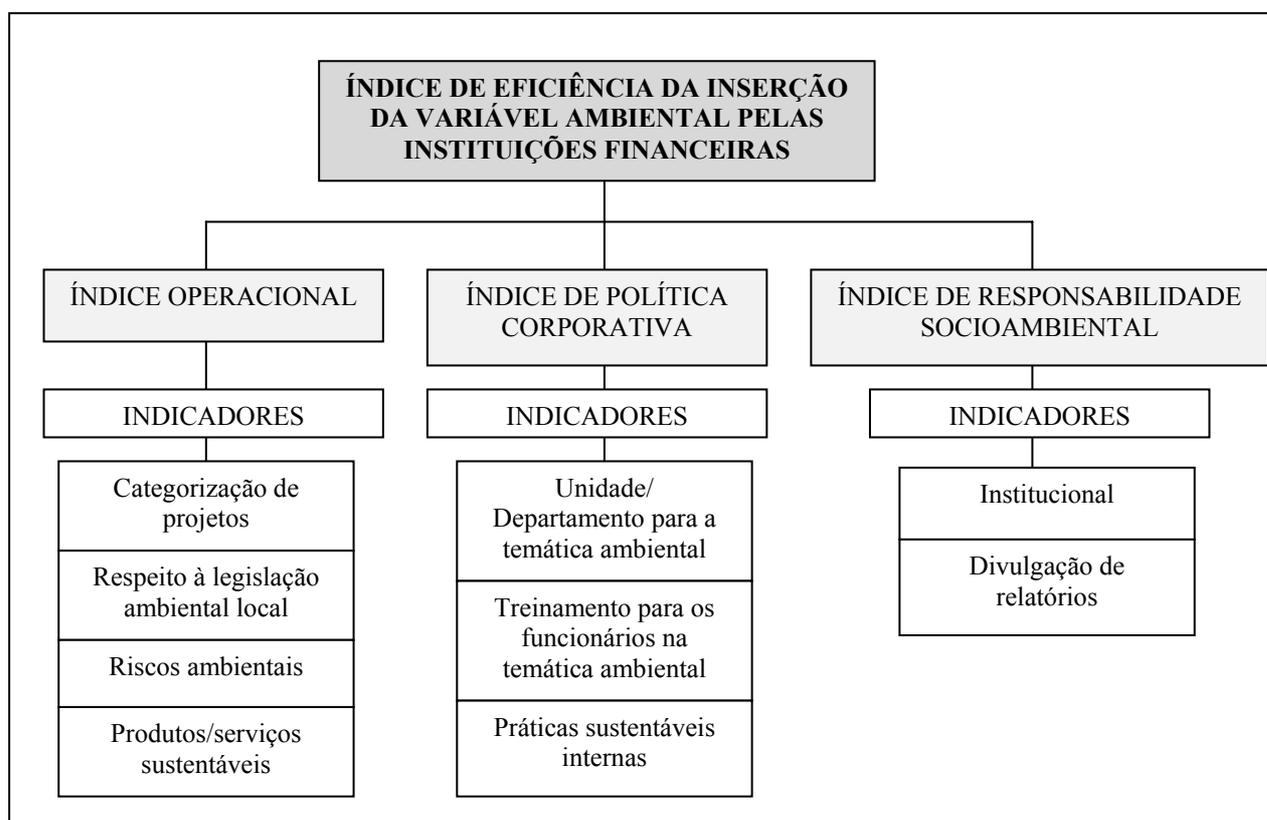 ÍNDICE DE EFICIÊNCIA DA INSERÇÃO
DA VARIÁVEL AMBIENTAL PELAS
INSTITUIÇÕES FINANCEIRAS
ÍNDICE OPERACIONAL
INDICADORES
Categorização de
projetos
Respeito à legislação
ambiental local
Riscos ambientais
Produtos/serviços
sustentáveis
ÍNDICE DE POLÍTICA
CORPORATIVA
INDICADORES
Unidade/
Departamento para a
temática ambiental
Treinamento para os
funcionários na
temática ambiental
Práticas sustentáveis
internas
ÍNDICE DE RESPONSABILIDADE
SOCIOAMBIENTAL
INDICADORES
Institucional
Divulgação de
relatórios